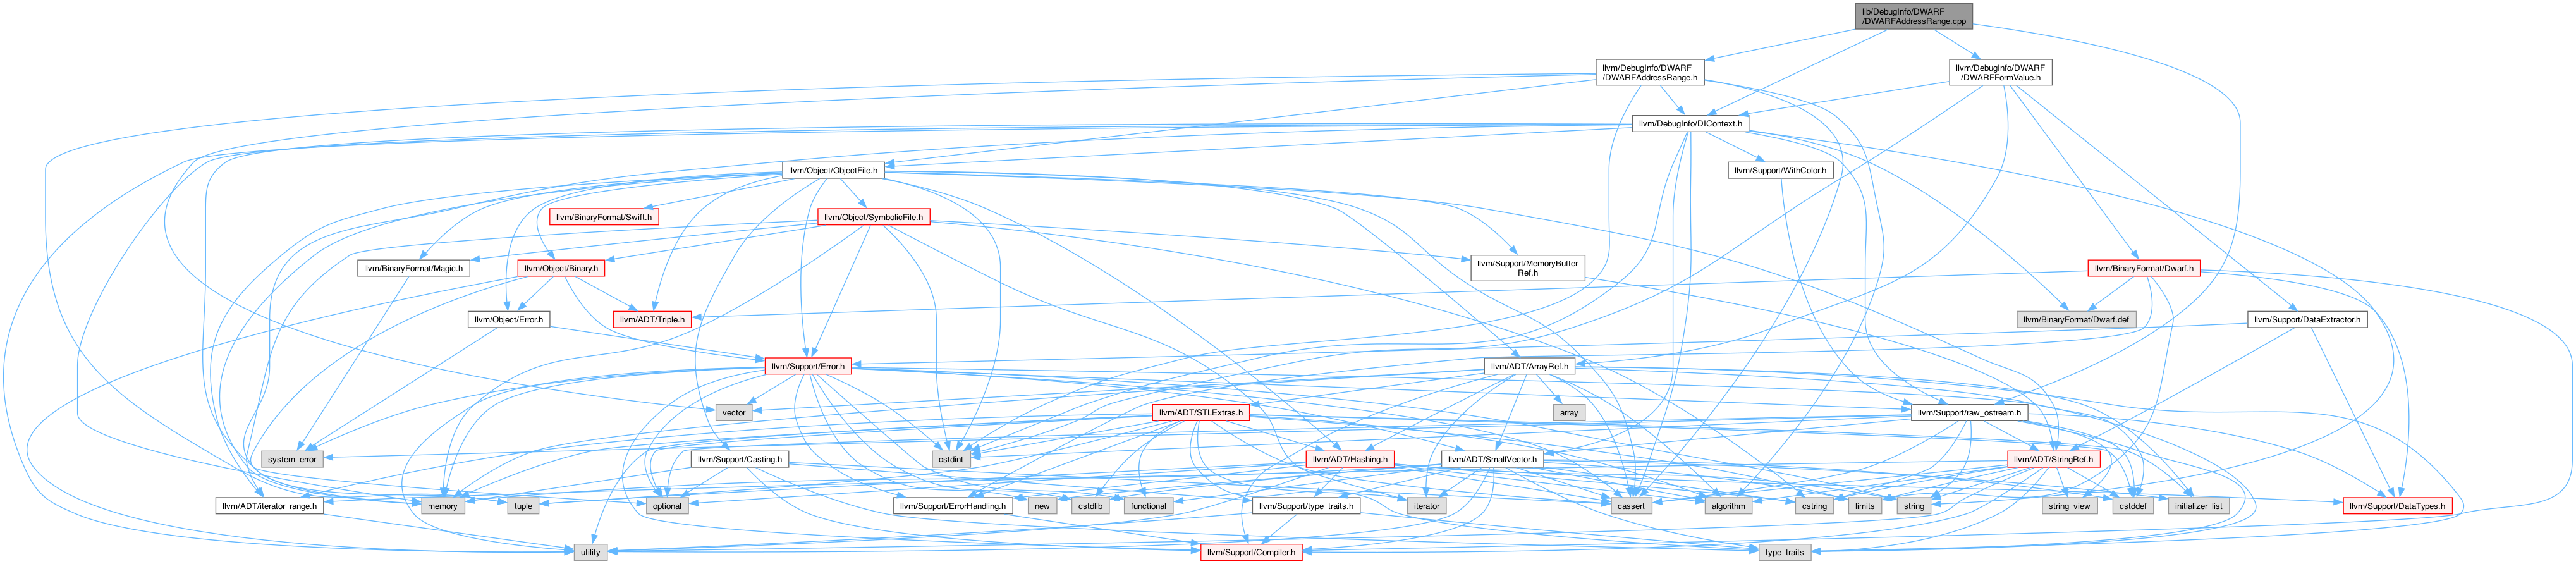 lib/DebugInfo/DWARF
/DWARFAddressRange.cpp
llvm/DebugInfo/DWARF
/DWARFAddressRange.h
llvm/DebugInfo/DWARF
/DWARFFormValue.h
llvm/DebugInfo/DIContext.h
llvm/Object/ObjectFile.h
llvm/Support/WithColor.h
llvm/BinaryFormat/Swift.h
llvm/Object/SymbolicFile.h
llvm/BinaryFormat/Magic.h
llvm/Object/Binary.h
llvm/Support/MemoryBuffer
Ref.h
llvm/BinaryFormat/Dwarf.h
llvm/Object/Error.h
llvm/ADT/Triple.h
llvm/BinaryFormat/Dwarf.def
llvm/Support/DataExtractor.h
llvm/Support/Error.h
llvm/ADT/ArrayRef.h
vector
llvm/ADT/STLExtras.h
array
llvm/Support/raw_ostream.h
system_error
llvm/Support/Casting.h
cstdint
llvm/ADT/Hashing.h
llvm/ADT/SmallVector.h
llvm/ADT/StringRef.h
llvm/ADT/iterator_range.h
memory
tuple
optional
llvm/Support/ErrorHandling.h
new
cstdlib
functional
llvm/Support/type_traits.h
iterator
cassert
algorithm
cstring
limits
string
string_view
cstddef
initializer_list
llvm/Support/DataTypes.h
utility
llvm/Support/Compiler.h
type_traits